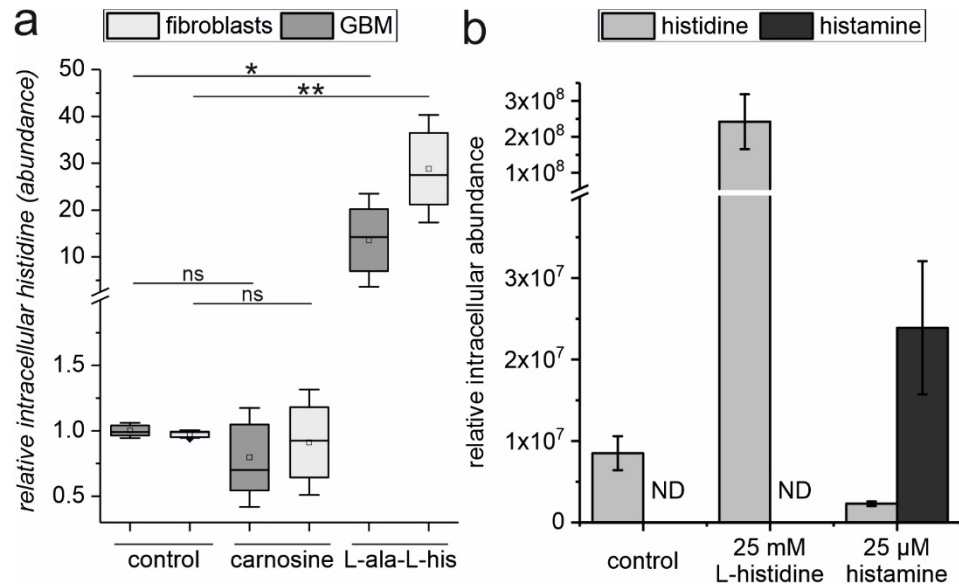 a
fibroblasts GBM
relative intracellular histidine (abundance)
50
40
30
20
10
1.5
1.0
0.5
*
**
ns
ns
control carnosine L-ala-L-his
b
histidine histamine
relative intracellular abundance
3x10⁸
2x10⁸
1x10⁸
3x10⁷
2x10⁷
1x10⁷
0
ND
ND
control 25 mM 25 µM
L-histidine histamine